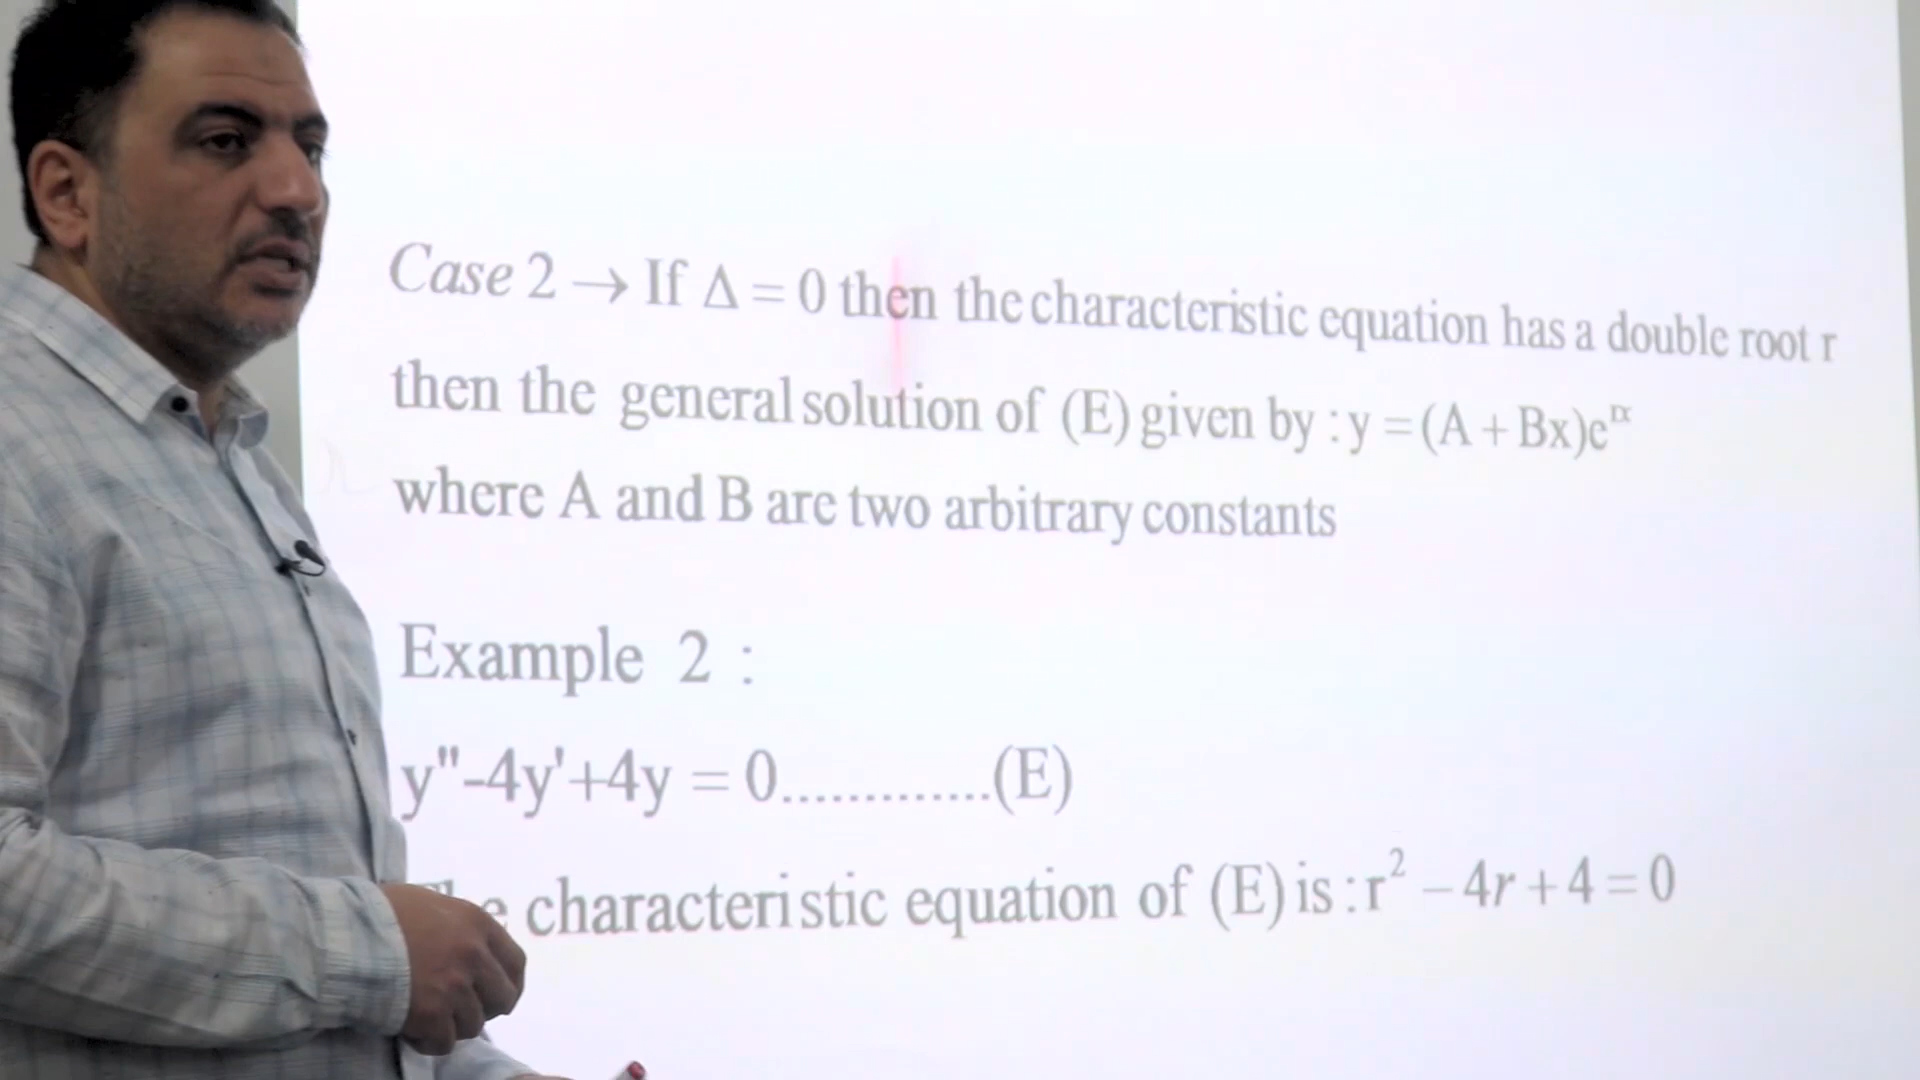 Case 2 → If Δ = 0 then the characteristic equation has a double root r
then the general solution of (E) given by : y = (A + Bx)e^rx
where A and B are two arbitrary constants
Example 2 :
y''-4y'+4y = 0.............(E)
characteristic equation of (E) is : r² – 4r + 4 = 0